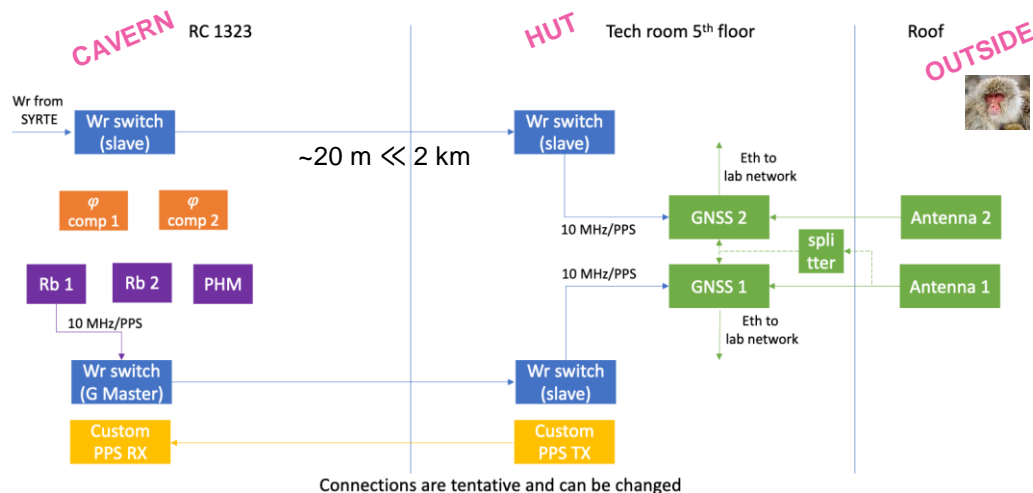 CAVERN
RC 1323
HUT
Tech room 5th floor
Roof
OUTSIDE
Wr from
SYRTE
Wr switch
(slave)
~20 m ≪ 2 km
Wr switch
(slave)
Eth to
lab network
φ
comp 1
φ
comp 2
10 MHz/PPS
GNSS 2
Antenna 2
spli
tter
Rb 1
Rb 2
PHM
10 MHz/PPS
GNSS 1
Antenna 1
10 MHz/PPS
Eth to
lab network
Wr switch
(G Master)
Wr switch
(slave)
Custom
PPS RX
Custom
PPS TX
Connections are tentative and can be changed